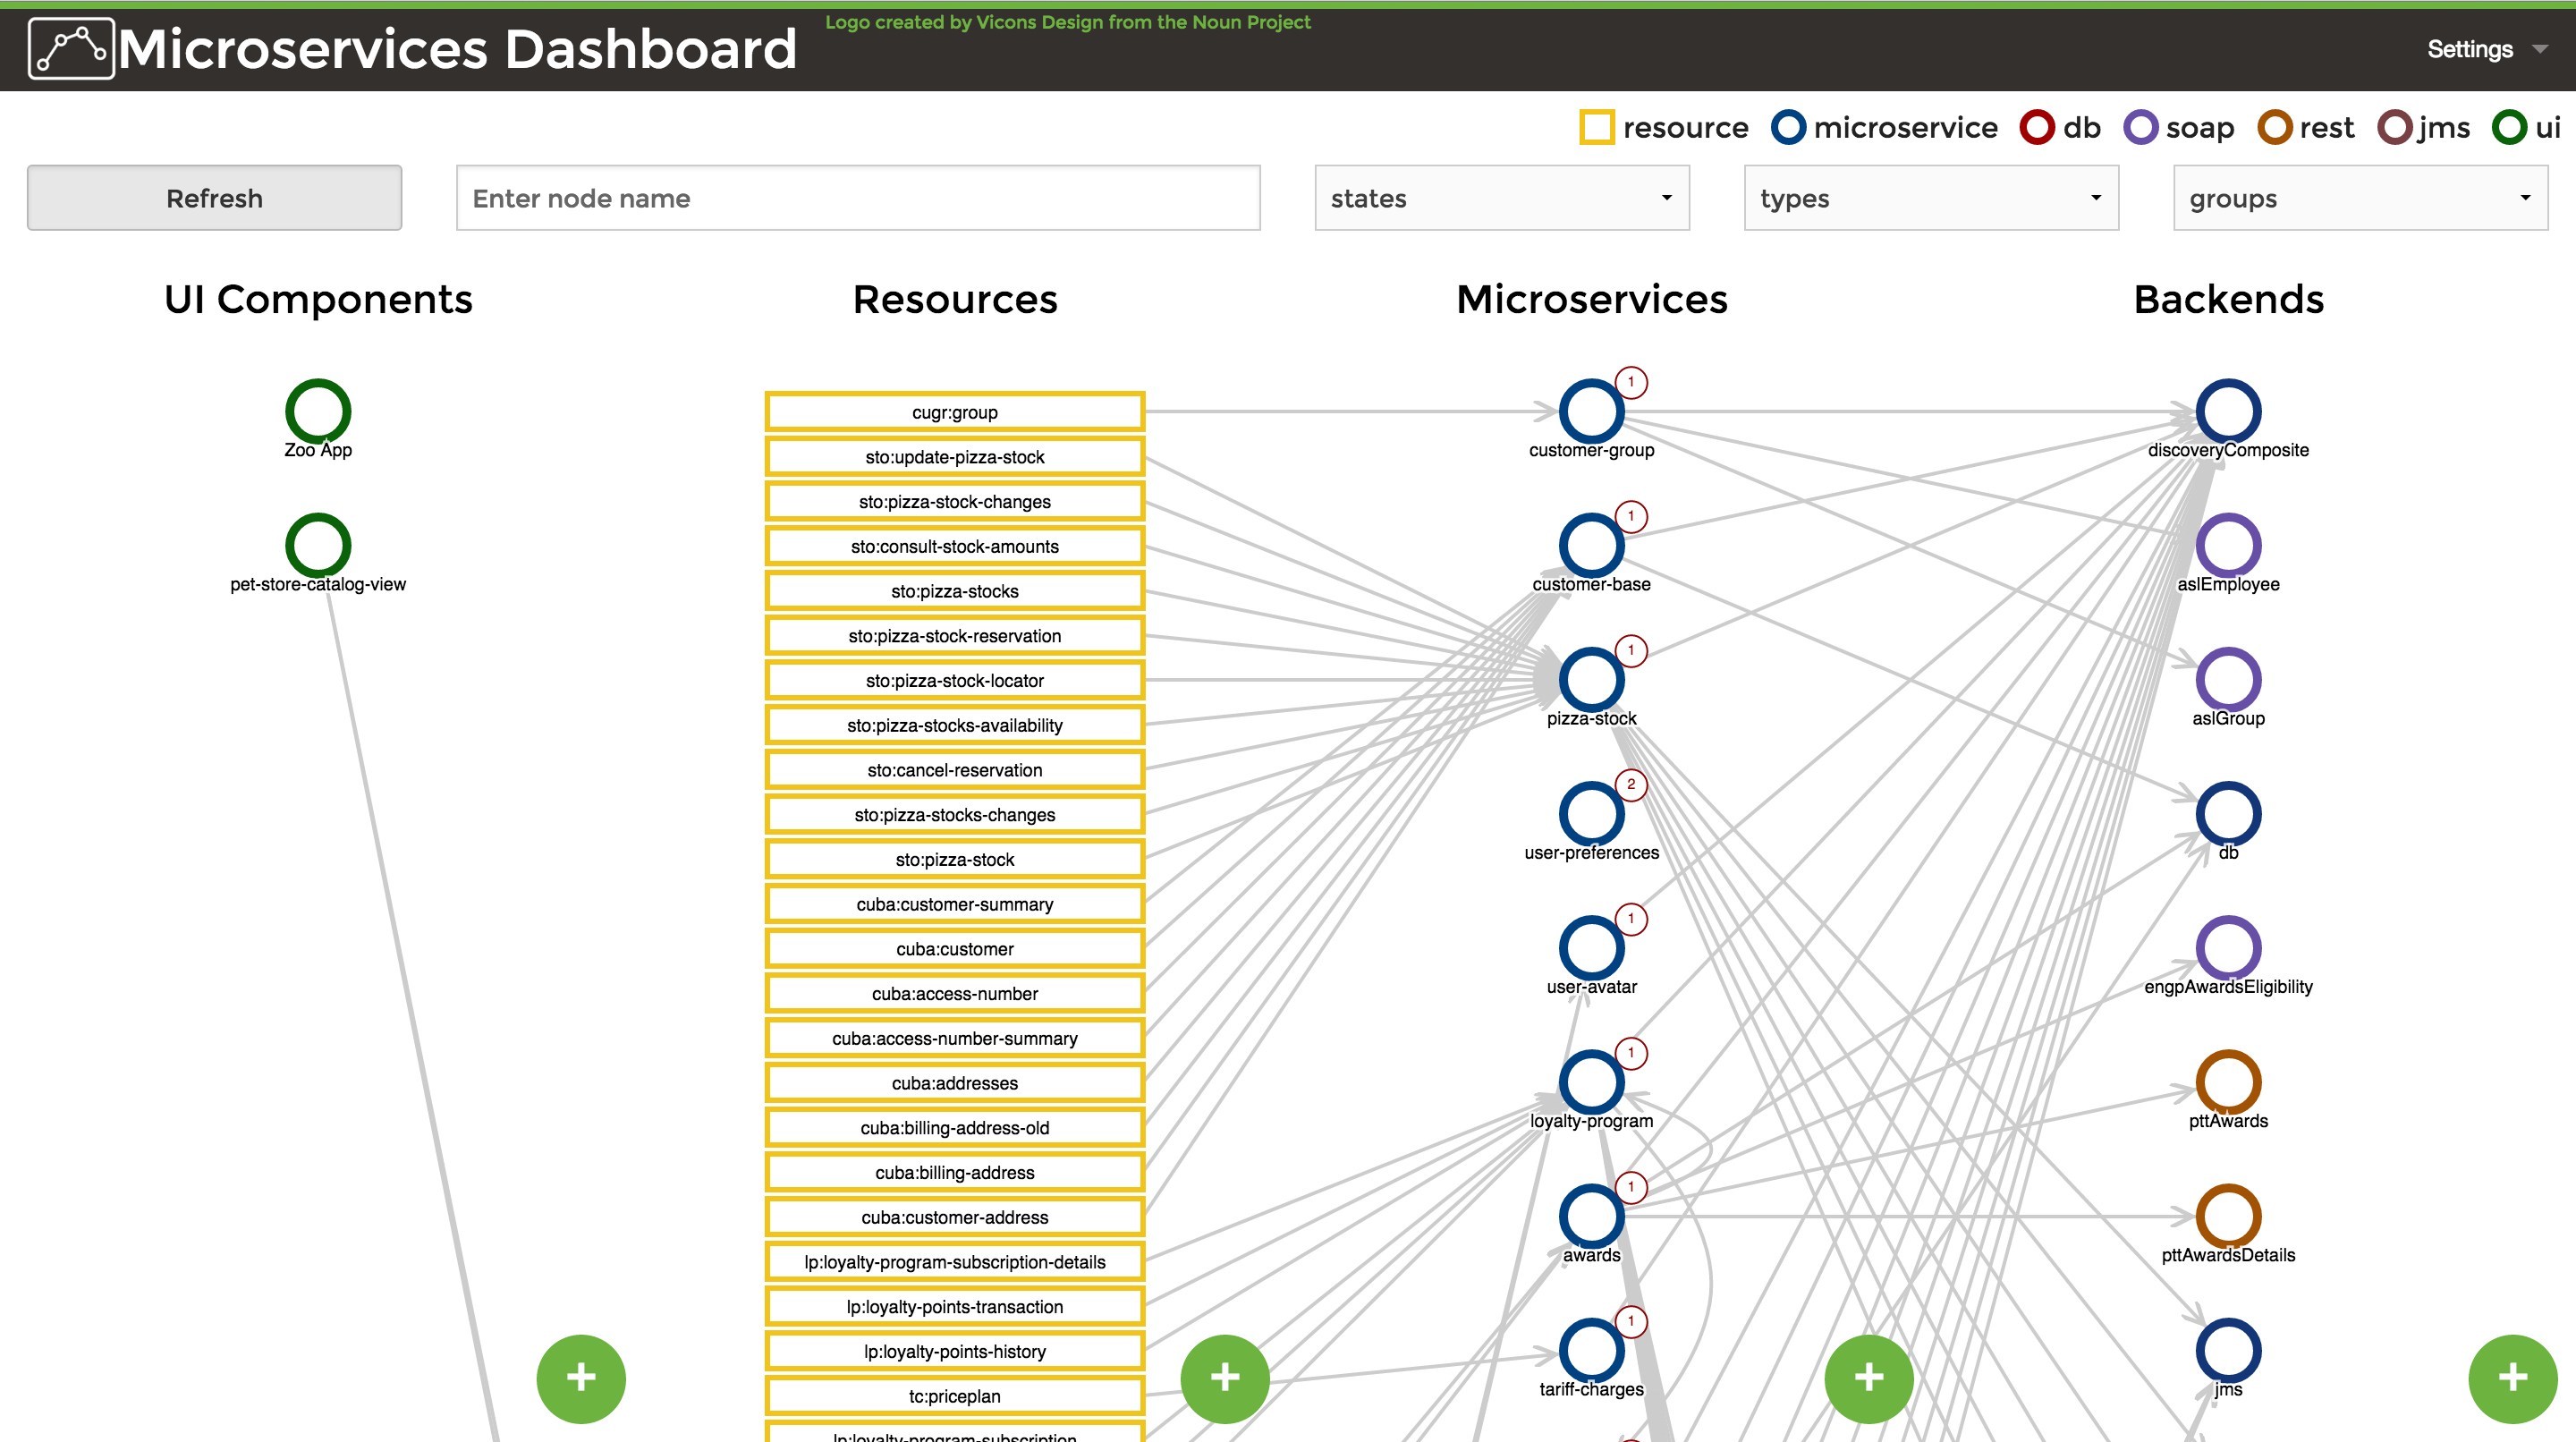 Logo created by Vicons Design from the Noun Project
Microservices Dashboard
Settings
resource microservice db soap rest jms ui
Refresh
Enter node name
states
types
groups
UI Components
Zoo App
pet-store-catalog-view
Resources
cugr:group
sto:update-pizza-stock
sto:pizza-stock-changes
sto:consult-stock-amounts
sto:pizza-stocks
sto:pizza-stock-reservation
sto:pizza-stock-locator
sto:pizza-stocks-availability
sto:cancel-reservation
sto:pizza-stocks-changes
sto:pizza-stock
cuba:customer-summary
cuba:customer
cuba:access-number
cuba:access-number-summary
cuba:addresses
cuba:billing-address-old
cuba:billing-address
cuba:customer-address
lp:loyalty-program-subscription-details
lp:loyalty-points-transaction
lp:loyalty-points-history
tc:priceplan
lp:loyalty-program-subscription
Microservices
1
customer-group
1
customer-base
1
pizza-stock
2
user-preferences
1
user-avatar
1
loyalty-program
1
awards
1
tariff-charges
Backends
discoveryComposite
aslEmployee
aslGroup
db
engpAwardsEligibility
pttAwards
pttAwardsDetails
jms
+
+
+
+